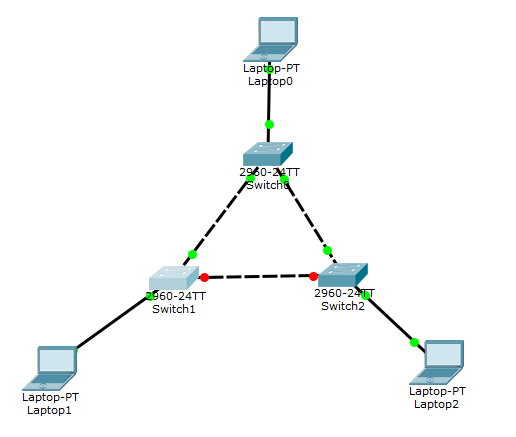 Laptop-PT
Laptop0
2960-24TT
Switch0
2960-24TT
Switch1
2960-24TT
Switch2
Laptop-PT
Laptop1
Laptop-PT
Laptop2